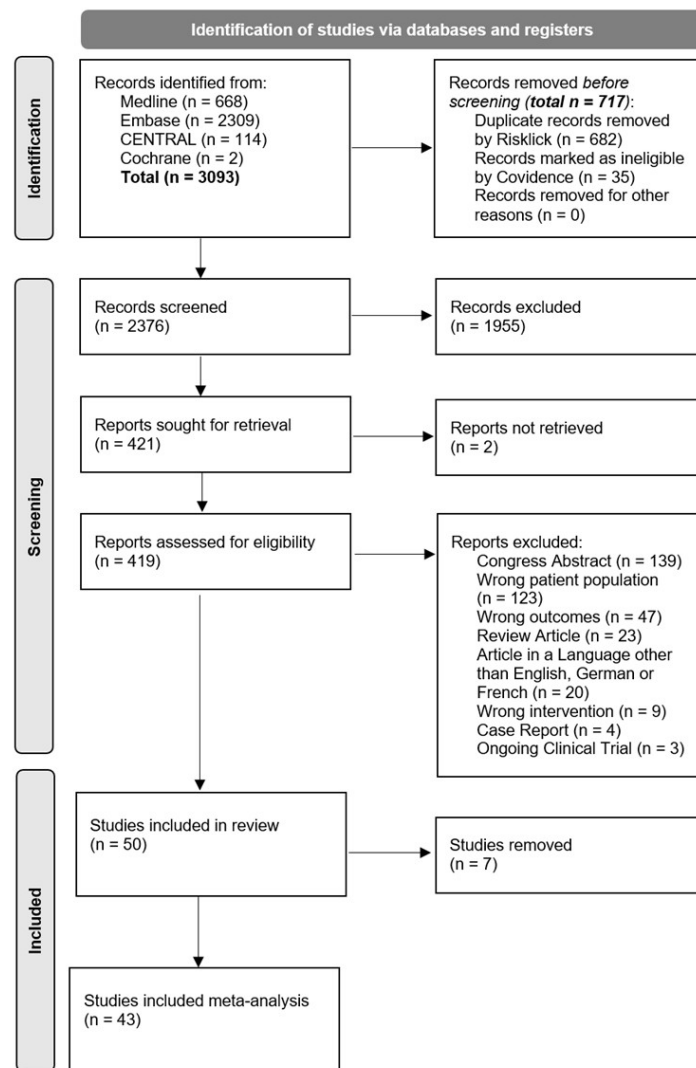 Identification of studies via databases and registers
Identification
Records identified from:
Medline (n = 668)
Embase (n = 2309)
CENTRAL (n = 114)
Cochrane (n = 2)
Total (n = 3093)
Records removed before
screening (total n = 717):
Duplicate records removed
by Risklick (n = 682)
Records marked as ineligible
by Covidence (n = 35)
Records removed for other
reasons (n = 0)
Screening
Records screened
(n = 2376)
Records excluded
(n = 1955)
Reports sought for retrieval
(n = 421)
Reports not retrieved
(n = 2)
Reports assessed for eligibility
(n = 419)
Reports excluded:
Congress Abstract (n = 139)
Wrong patient population
(n = 123)
Wrong outcomes (n = 47)
Review Article (n = 23)
Article in a Language other
than English, German or
French (n = 20)
Wrong intervention (n = 9)
Case Report (n = 4)
Ongoing Clinical Trial (n = 3)
Included
Studies included in review
(n = 50)
Studies removed
(n = 7)
Studies included meta-analysis
(n = 43)